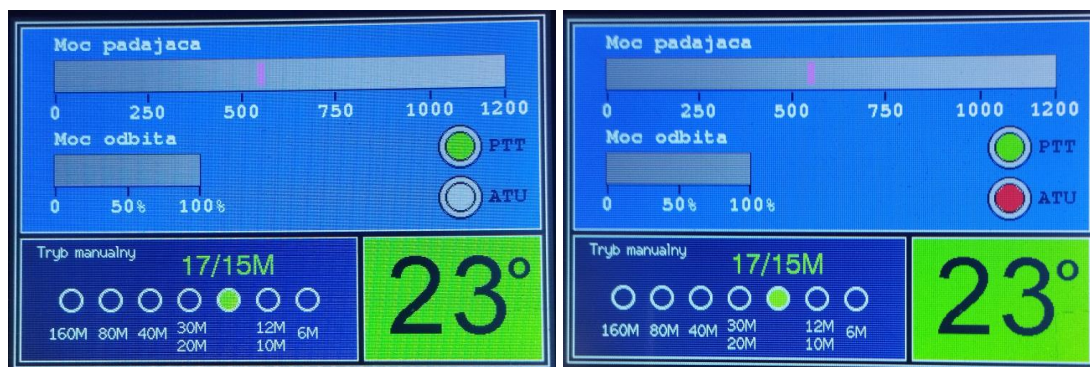 Moc padajaca
0 250 500 750 1000 1200
Moc odbita
PTT
0 50% 100%
ATU
Tryb manualny
17/15M
160M 80M 40M 30M 12M 6M
20M 10M
23°
Moc padajaca
0 250 500 750 1000 1200
Moc odbita
PTT
0 50% 100%
ATU
Tryb manualny
17/15M
160M 80M 40M 30M 12M 6M
20M 10M
23°